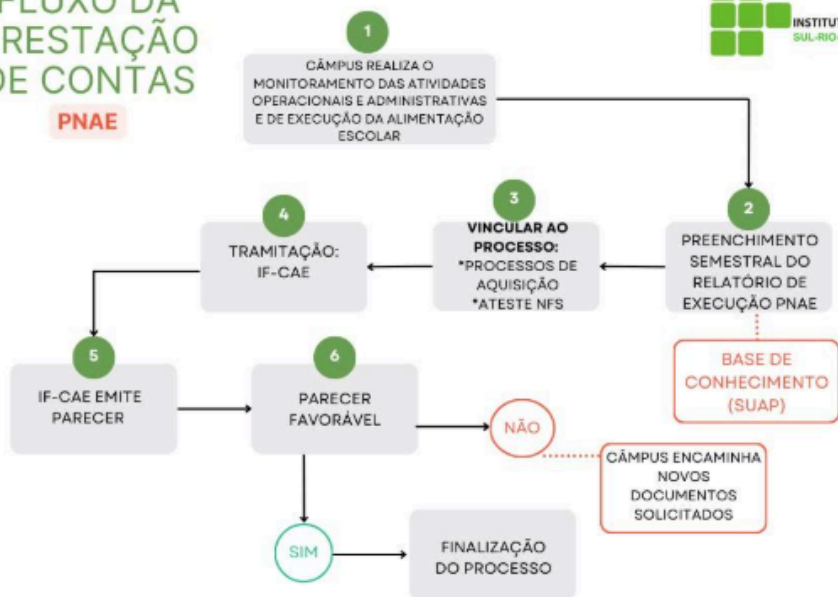 FLUXO DA
PRESTAÇÃO
DE CONTAS
PNAE
INSTITUT
SUL-RIO-
1
CÂMPUS REALIZA O
MONITORAMENTO DAS ATIVIDADES
OPERACIONAIS E ADMINISTRATIVAS
E DE EXECUÇÃO DA ALIMENTAÇÃO
ESCOLAR
2
PREENCHIMENTO
SEMESTRAL DO
RELATÓRIO DE
EXECUÇÃO PNAE
BASE DE
CONHECIMENTO
(SUAP)
3
VINCULAR AO
PROCESSO:
*PROCESSOS DE
AQUISIÇÃO
*ATESTE NFS
4
TRAMITAÇÃO:
IF-CAE
5
IF-CAE EMITE
PARECER
6
PARECER
FAVORÁVEL
NÃO
CÂMPUS ENCAMINHA
NOVOS
DOCUMENTOS
SOLICITADOS
SIM
FINALIZAÇÃO
DO PROCESSO